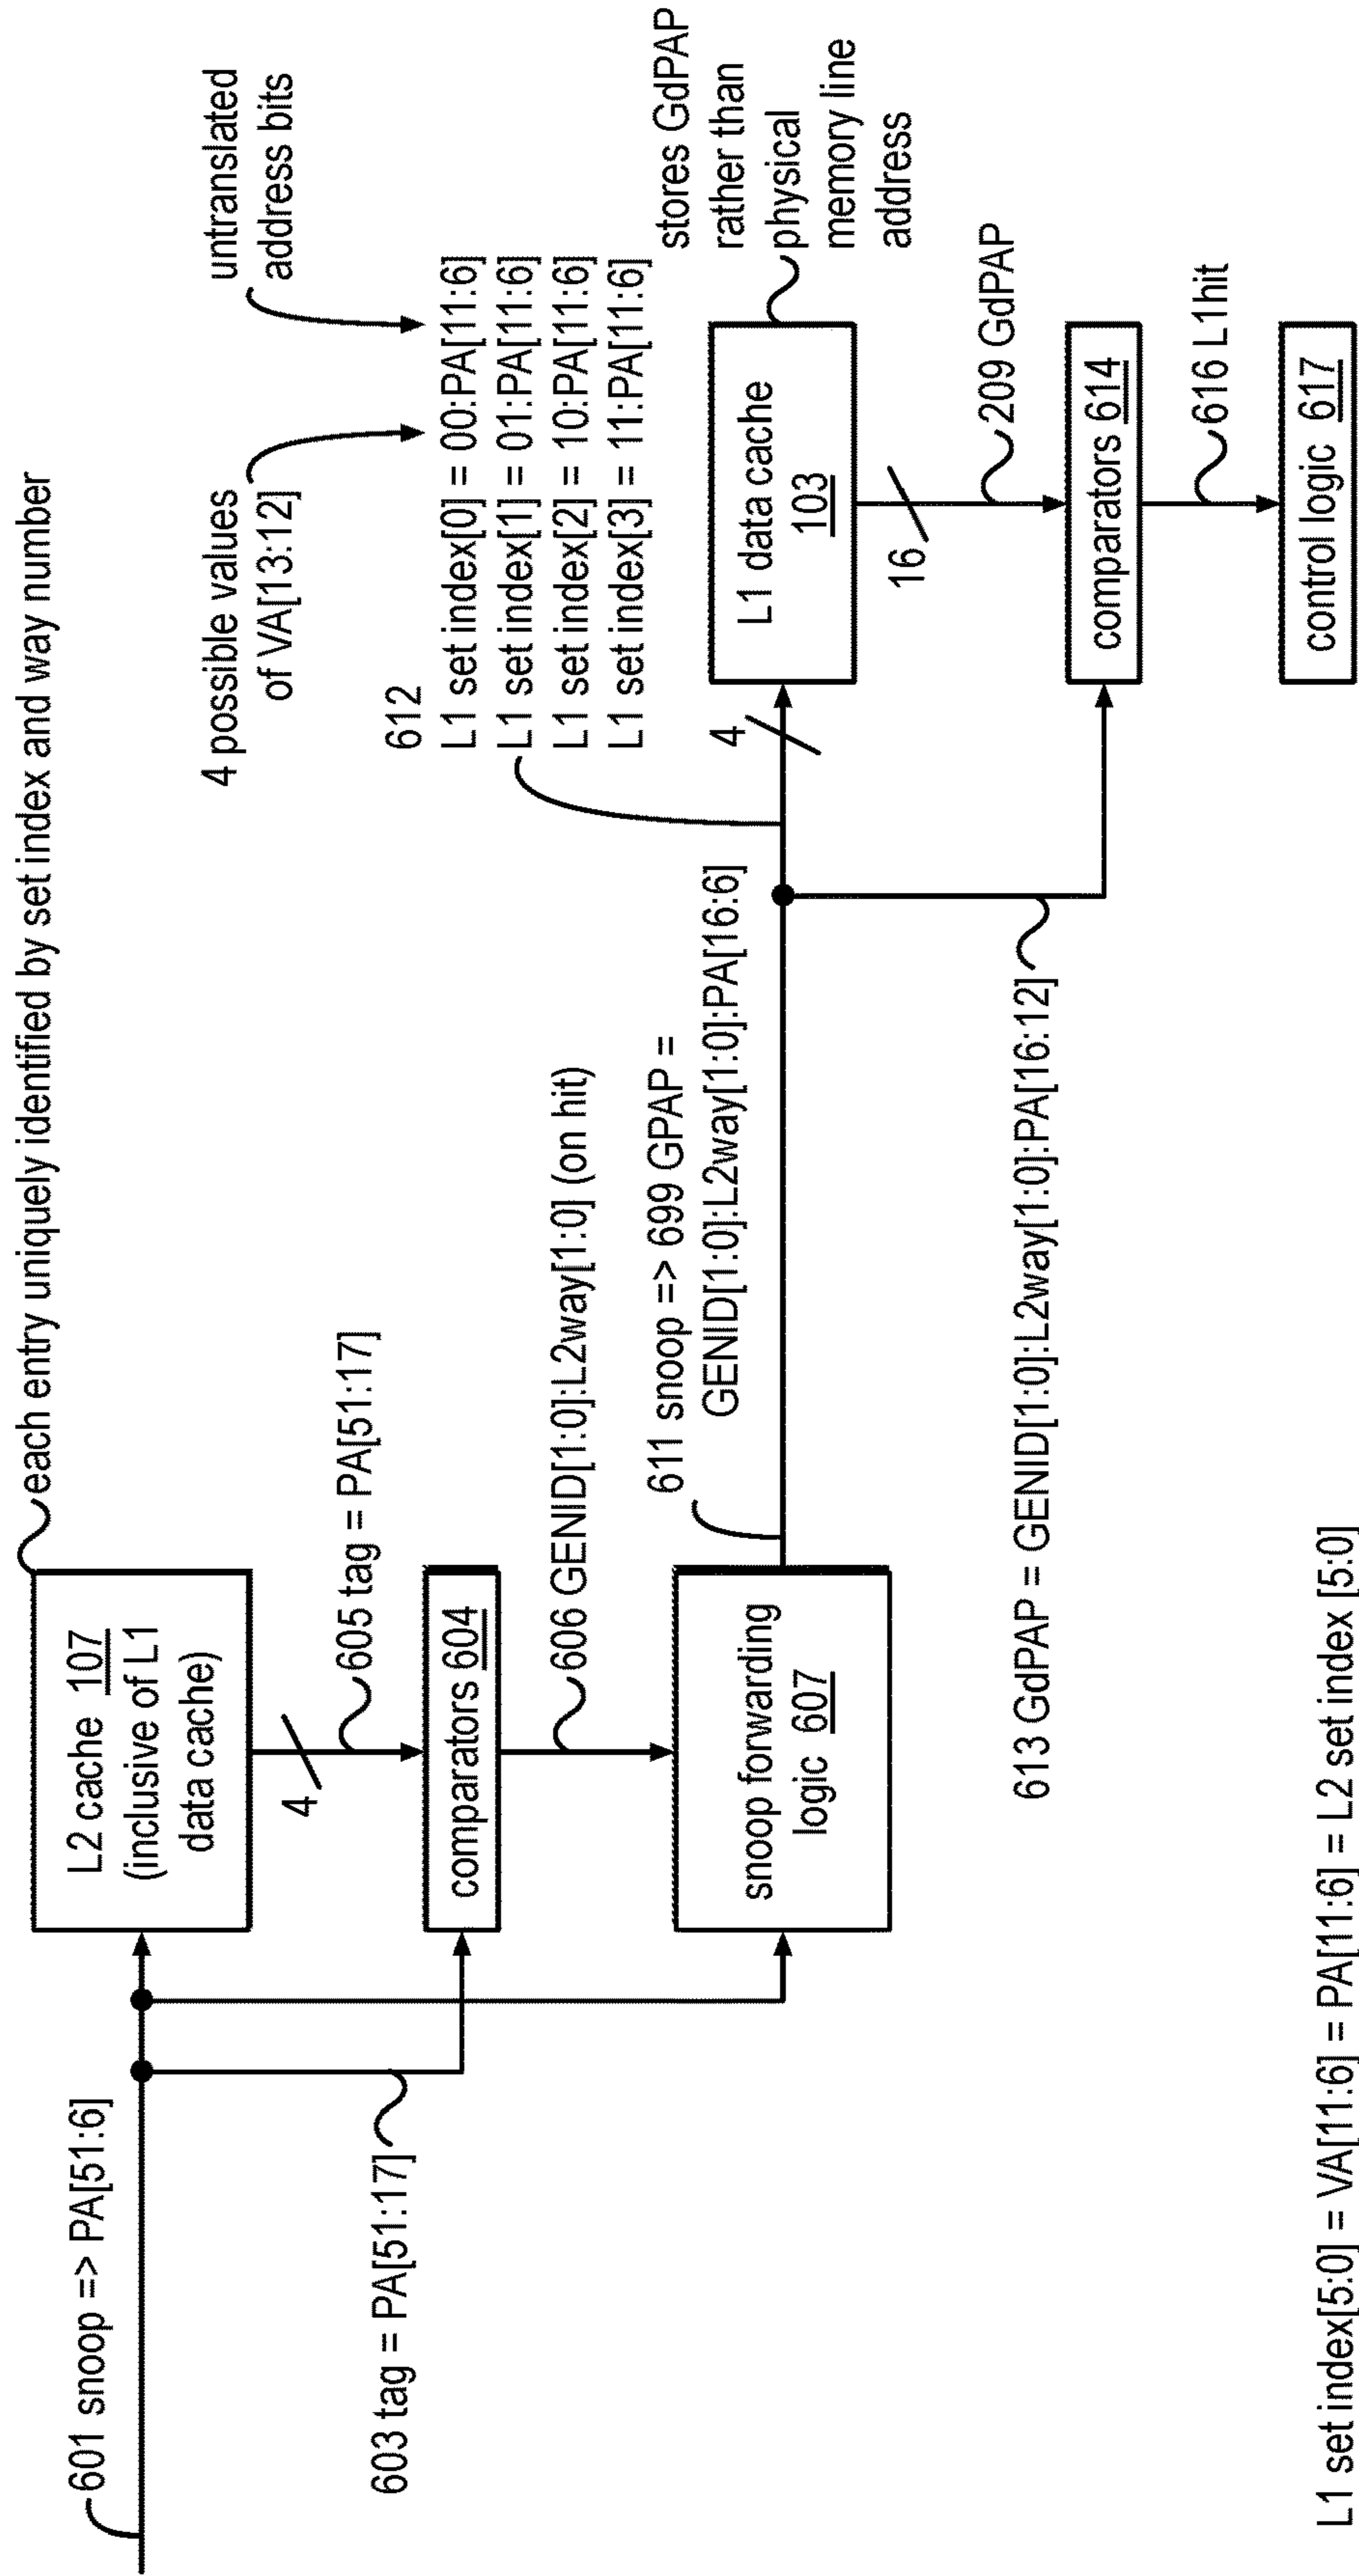 each entry uniquely identified by set index and way number
601 snoop => PA[51:6]
L2 cache 107
(inclusive of L1
data cache)
603 tag = PA[51:17]
4
605 tag = PA[51:17]
comparators 604
606 GENID[1:0]:L2way[1:0] (on hit)
snoop forwarding
logic 607
611 snoop => 699 GPAP =
GENID[1:0]:L2way[1:0]:PA[16:6]
613 GdPAP = GENID[1:0]:L2way[1:0]:PA[16:12]
4 possible values
of VA[13:12]
untranslated
address bits
612
L1 set index[0] = 00:PA[11:6]
L1 set index[1] = 01:PA[11:6]
L1 set index[2] = 10:PA[11:6]
L1 set index[3] = 11:PA[11:6]
4
L1 data cache
103
stores GdPAP
rather than
physical
memory line
address
16
209 GdPAP
comparators 614
616 L1hit
control logic 617
L1 set index[5:0] = VA[11:6] = PA[11:6] = L2 set index [5:0]